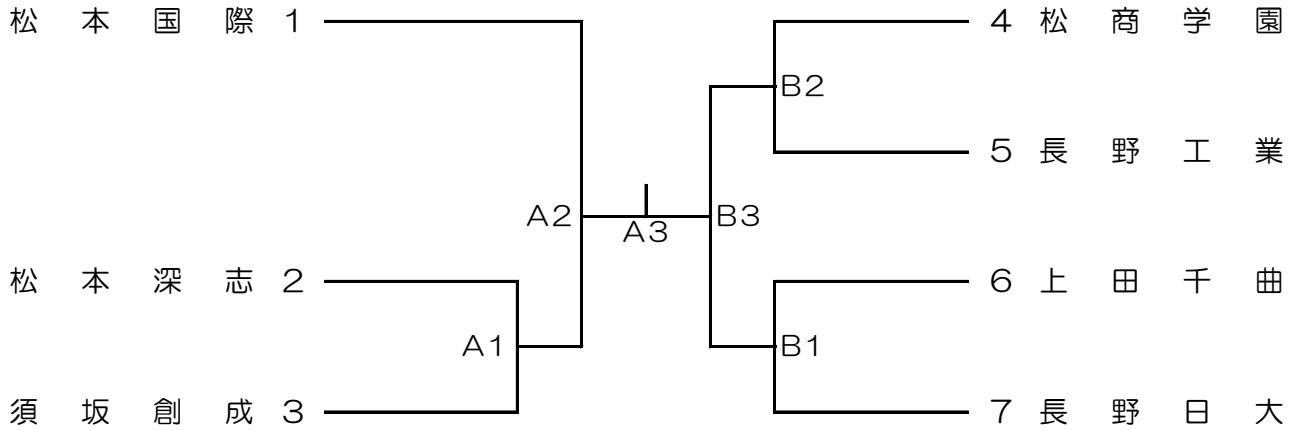 松本国際 1
4 松商学園
B2
5 長野工業
A2
A3
B3
松本深志 2
6 上田千曲
A1
B1
須坂創成 3
7 長野日大